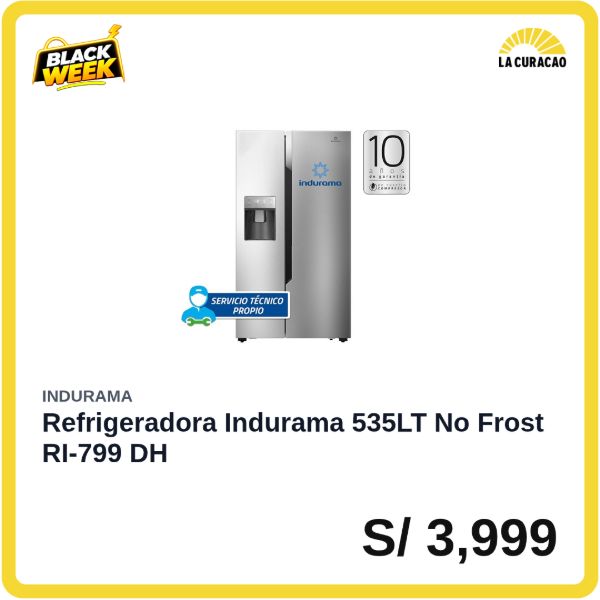 BLACK
WEEK
LA CURACAO
10
años
de garantía
indurama
SERVICIO TÉCNICO
PROPIO
INDURAMA
Refrigeradora Indurama 535LT No Frost
RI-799 DH
S/ 3,999